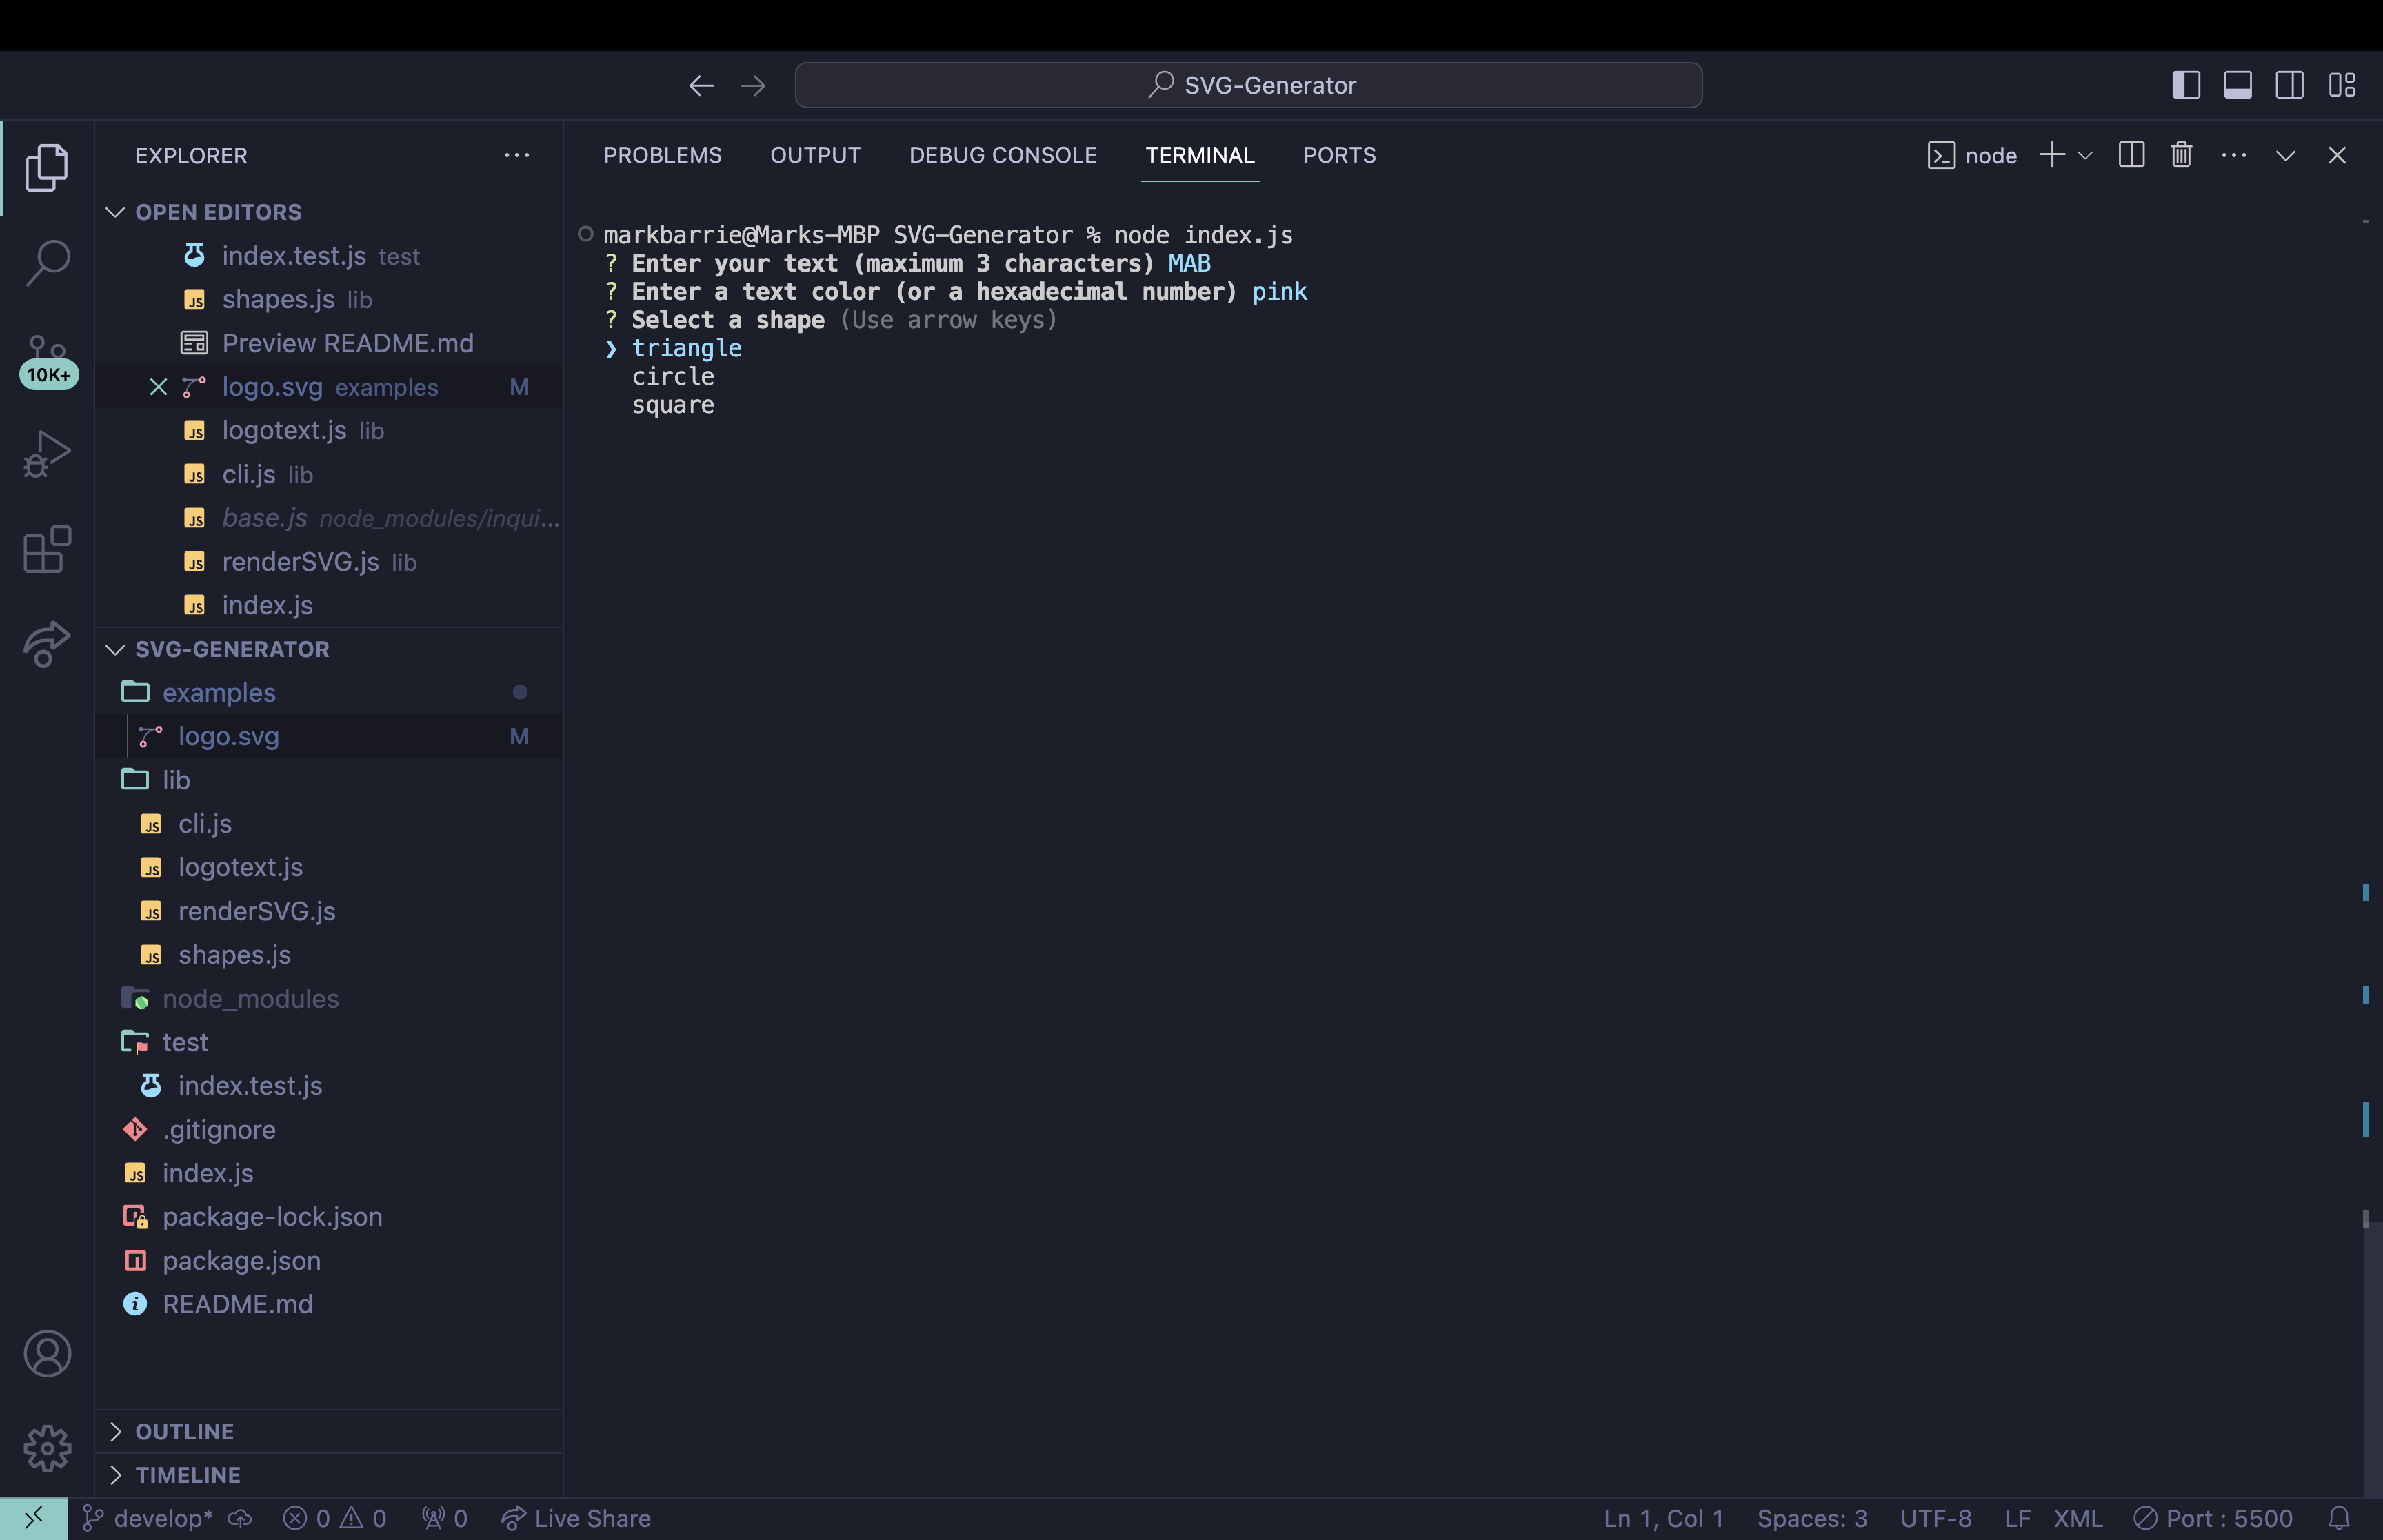 SVG-Generator
EXPLORER
OPEN EDITORS
index.test.js test
shapes.js lib
Preview README.md
logo.svg examples M
logotext.js lib
cli.js lib
base.js node_modules/inqui...
renderSVG.js lib
index.js
SVG-GENERATOR
examples
logo.svg M
lib
cli.js
logotext.js
renderSVG.js
shapes.js
node_modules
test
index.test.js
.gitignore
index.js
package-lock.json
package.json
README.md
OUTLINE
TIMELINE
10K+
PROBLEMS OUTPUT DEBUG CONSOLE TERMINAL PORTS
node
markbarrie@Marks-MBP SVG-Generator % node index.js
? Enter your text (maximum 3 characters) MAB
? Enter a text color (or a hexadecimal number) pink
? Select a shape (Use arrow keys)
❯ triangle
circle
square
develop* 0 0 0 Live Share Ln 1, Col 1 Spaces: 3 UTF-8 LF XML Port : 5500